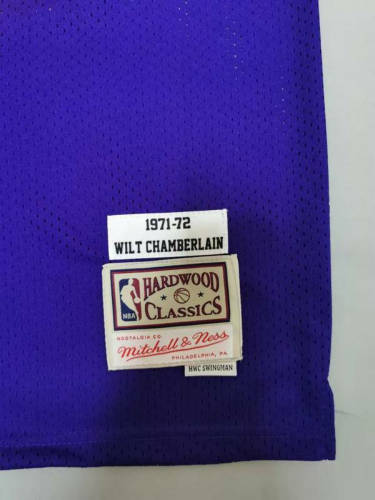 1971-72
WILT CHAMBERLAIN
HARDWOOD
CLASSICS
NBA
NOSTALGIA CO.
Mitchell & Ness
PHILADELPHIA, PA
HWC SWINGMAN